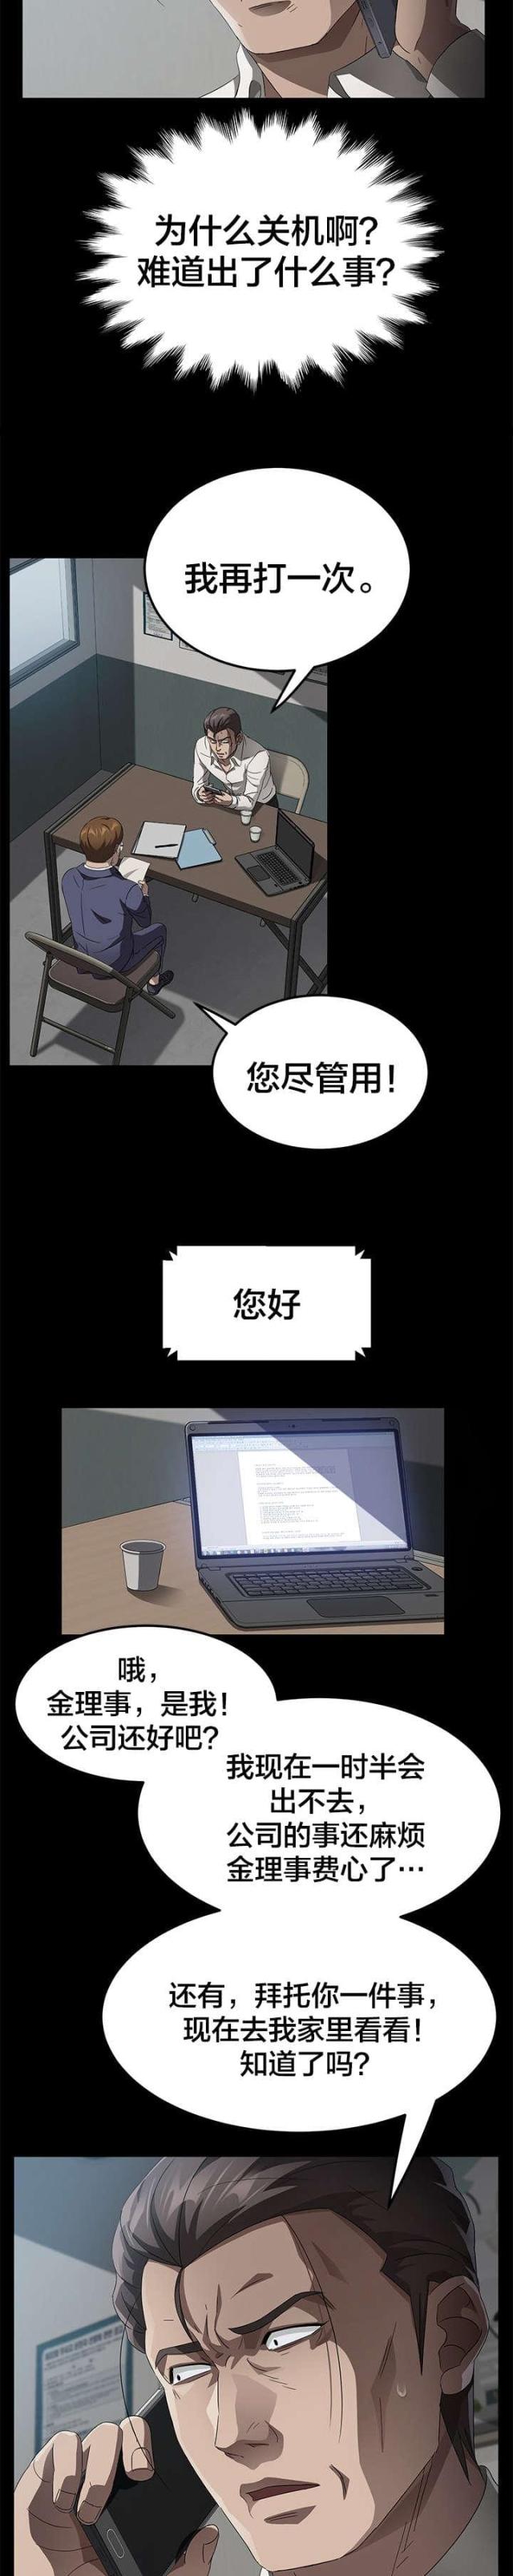 为什么关机啊？
难道出了什么事？
我再打一次。
您尽管用！
您好
哦，
金理事，是我！
公司还好吧？
我现在一时半会
出不去，
公司的事还麻烦
金理事费心了…
还有，拜托你一件事，
现在去我家里看看！
知道了吗？